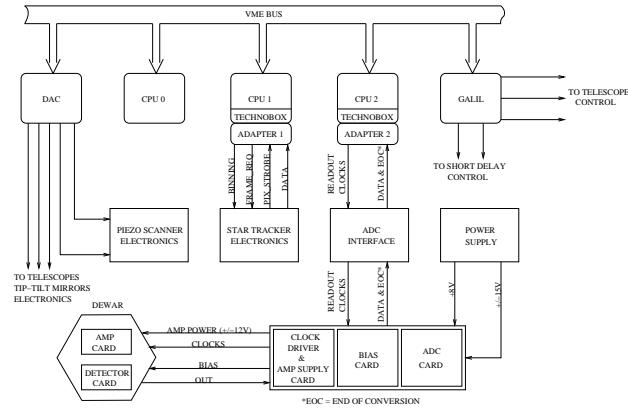 VME BUS
DAC
CPU 0
CPU 1
TECHNOBOX
ADAPTER 1
CPU 2
TECHNOBOX
ADAPTER 2
GALIL
TO TELESCOPE
CONTROL
BINNING
FRAME_REQ
PIX_STROBE
DATA
READOUT
CLOCKS
DATA & EOC*
TO SHORT DELAY
CONTROL
PIEZO SCANNER
ELECTRONICS
STAR TRACKER
ELECTRONICS
ADC
INTERFACE
POWER
SUPPLY
TO TELESCOPES
TIP-TILT MIRRORS
ELECTRONICS
READOUT
CLOCKS
DATA & EOC*
+8V
+/-15V
DEWAR
AMP
CARD
DETECTOR
CARD
AMP POWER (+/-12V)
CLOCKS
BIAS
OUT
CLOCK
DRIVER
&
AMP SUPPLY
CARD
BIAS
CARD
ADC
CARD
*EOC = END OF CONVERSION